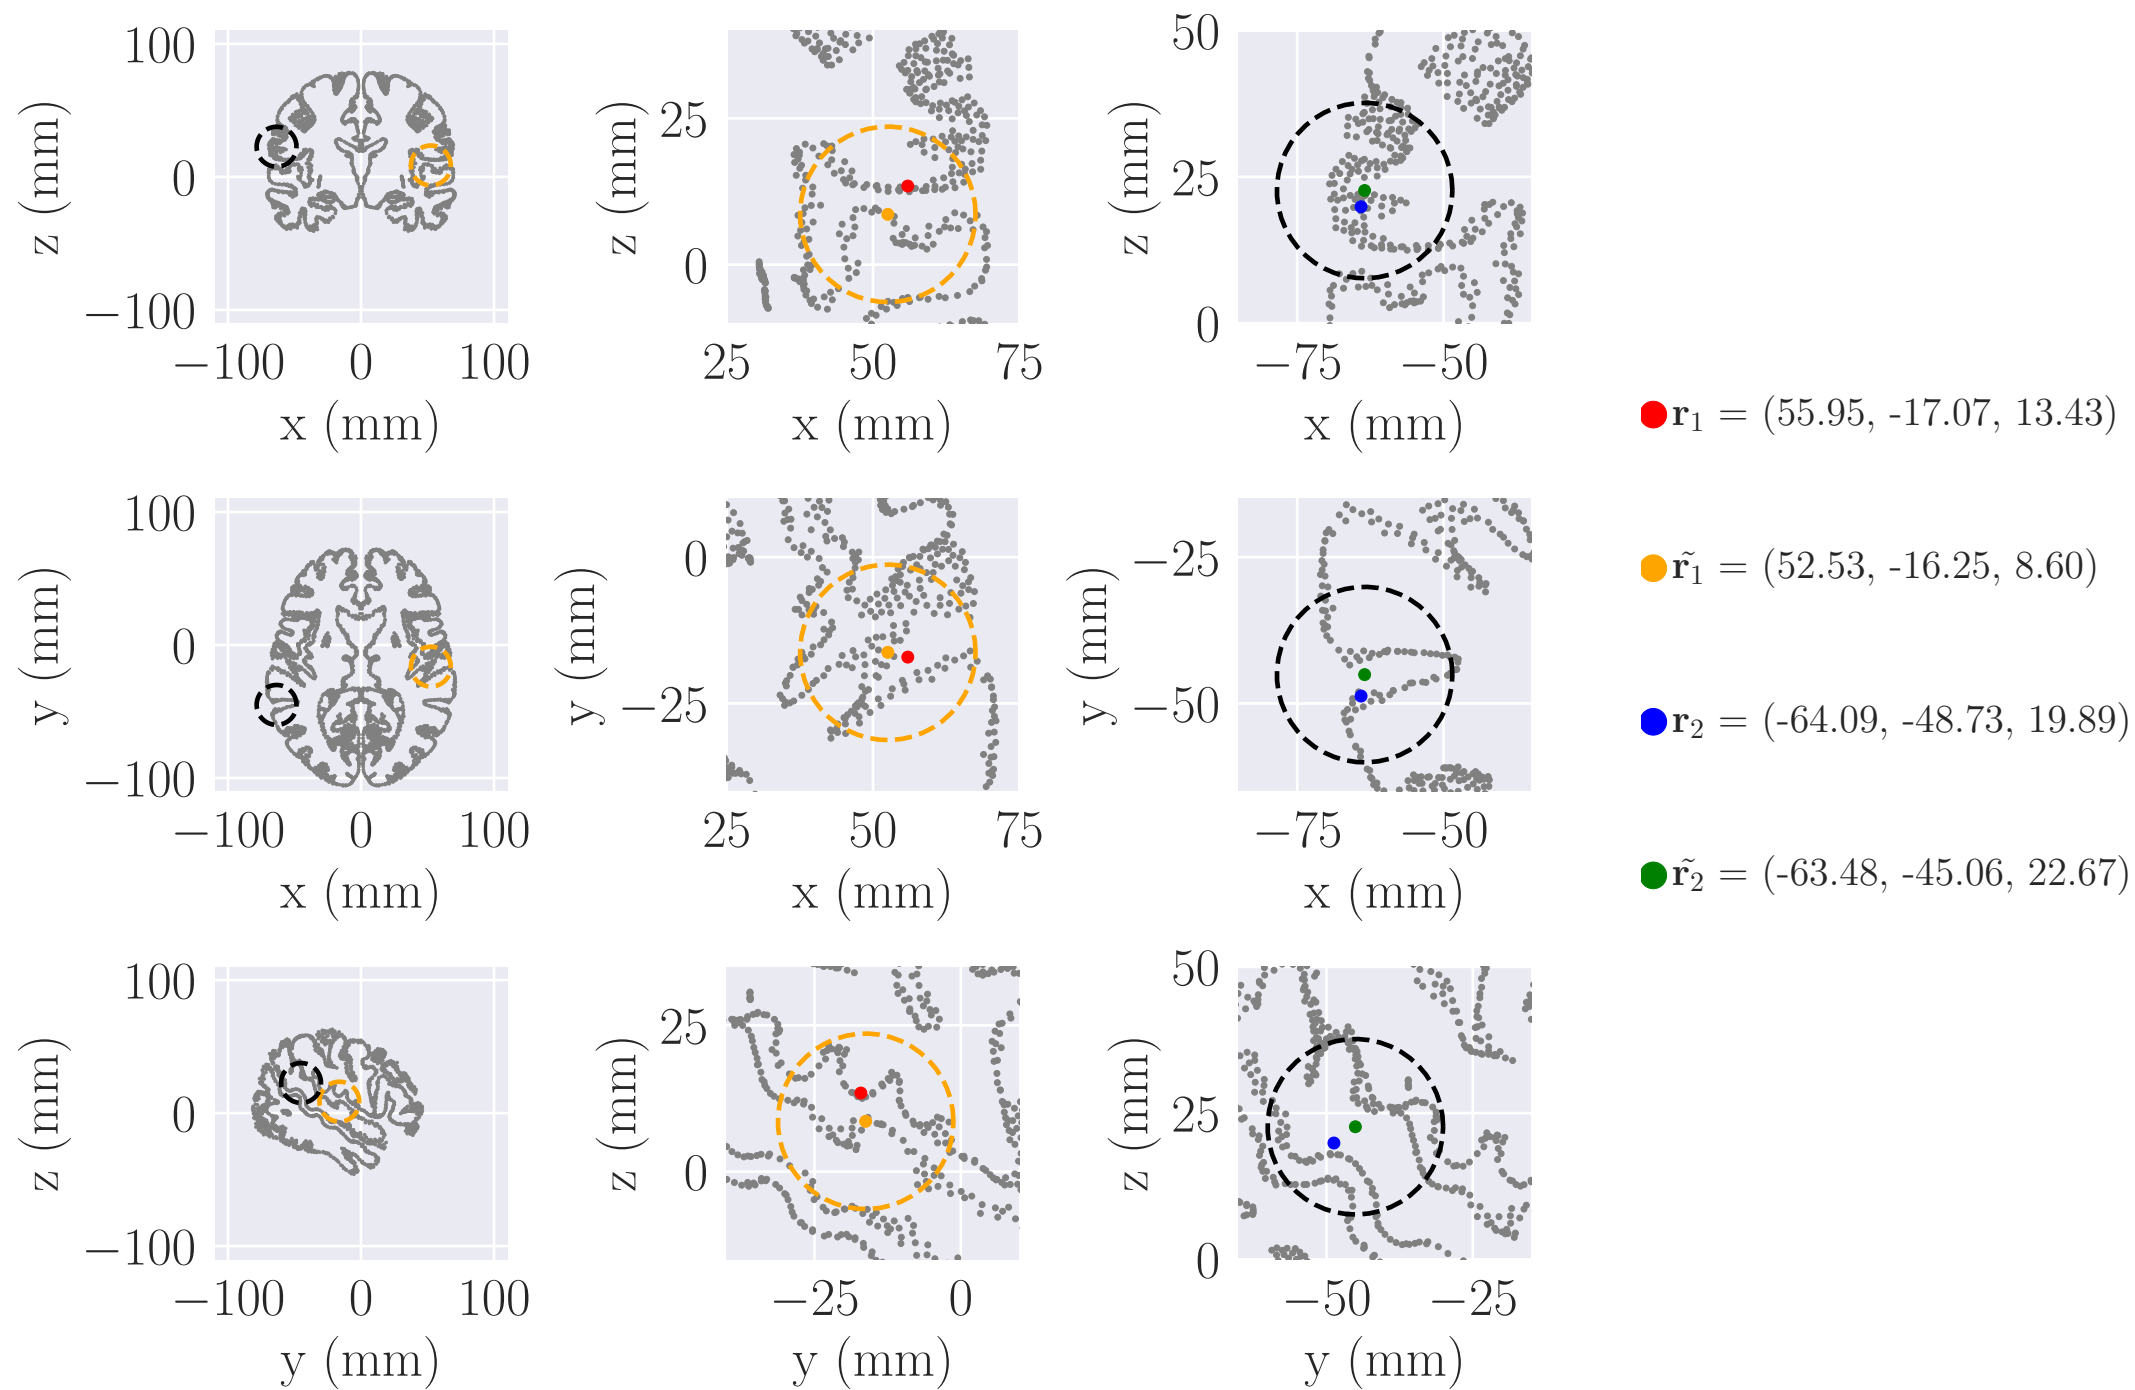 100
0
−100
z (mm)
−100 0 100
x (mm)
25
0
z (mm)
25 50 75
x (mm)
50
25
0
z (mm)
−75 −50
x (mm)
100
0
−100
y (mm)
−100 0 100
x (mm)
0
−25
y (mm)
25 50 75
x (mm)
−25
−50
y (mm)
−75 −50
x (mm)
100
0
−100
z (mm)
−100 0 100
y (mm)
25
0
z (mm)
−25 0
y (mm)
50
25
0
z (mm)
−50 −25
y (mm)
r₁ = (55.95, -17.07, 13.43)
r̃₁ = (52.53, -16.25, 8.60)
r₂ = (-64.09, -48.73, 19.89)
r̃₂ = (-63.48, -45.06, 22.67)